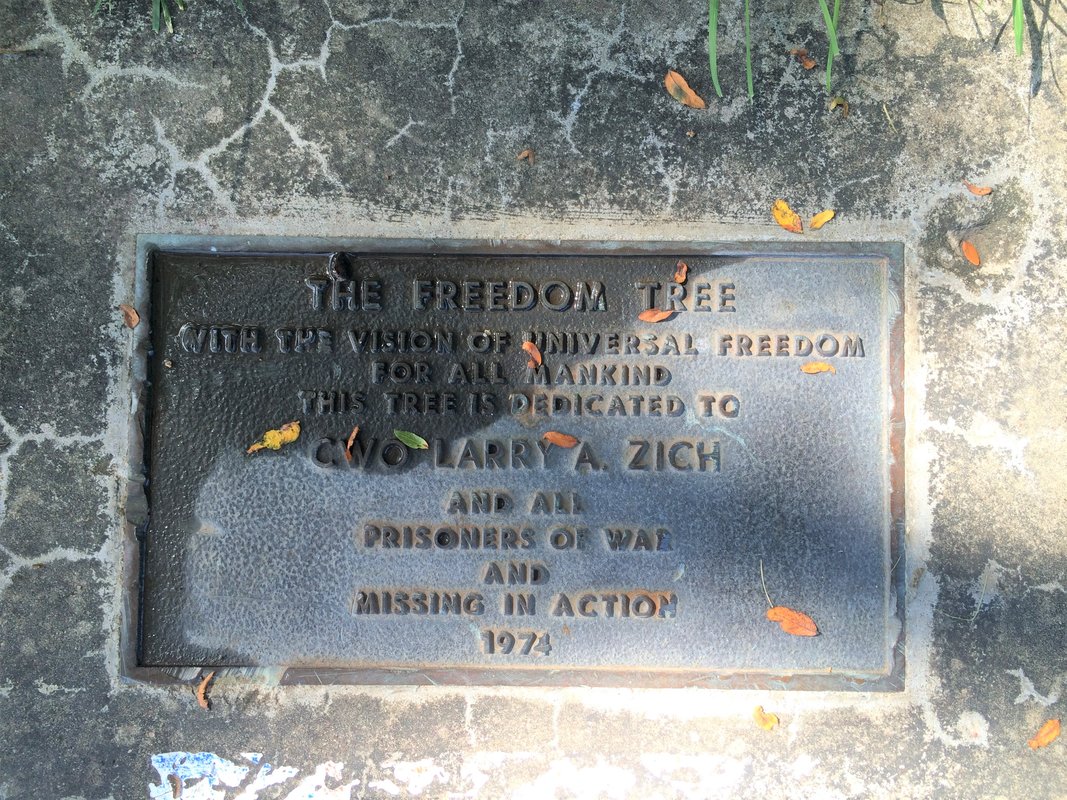 THE FREEDOM TREE
WITH THE VISION OF UNIVERSAL FREEDOM
FOR ALL MANKIND
THIS TREE IS DEDICATED TO
CWO LARRY A. ZICH
AND ALL
PRISONERS OF WAR
AND
MISSING IN ACTION
1974